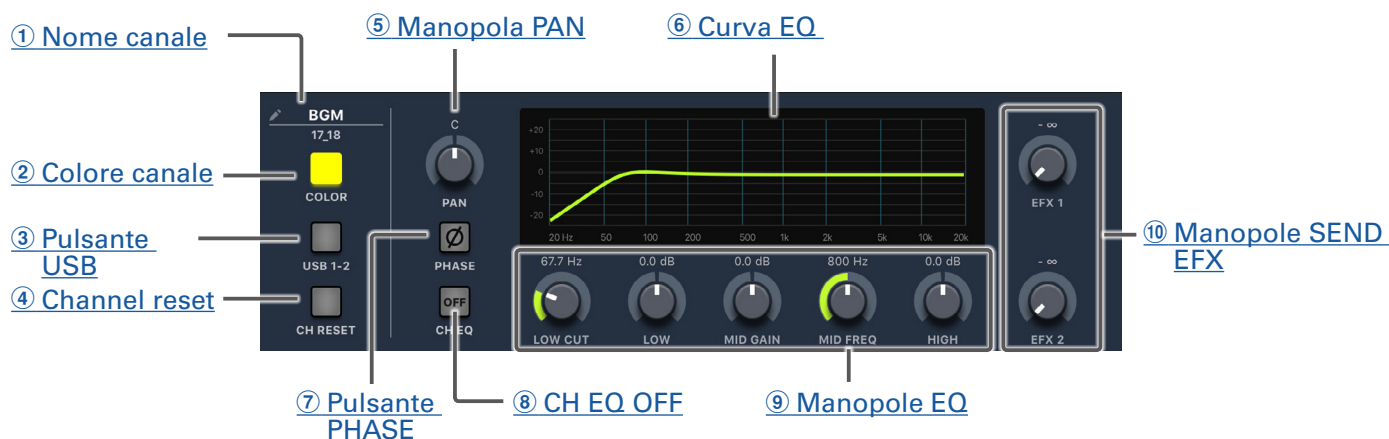 ① Nome canale
⑤ Manopola PAN
⑥ Curva EQ
② Colore canale
③ Pulsante
USB
④ Channel reset
BGM
17_18
COLOR
USB 1-2
CH RESET
C
PAN
Ø
PHASE
OFF
CH EQ
+20
+10
0
-10
-20
20 Hz 50 100 200 500 1k 2k 5k 10k 20k
67.7 Hz 0.0 dB 0.0 dB 800 Hz 0.0 dB
LOW CUT LOW MID GAIN MID FREQ HIGH
- ∞
EFX 1
- ∞
EFX 2
⑩ Manopole SEND
EFX
⑦ Pulsante
PHASE
⑧ CH EQ OFF
⑨ Manopole EQ